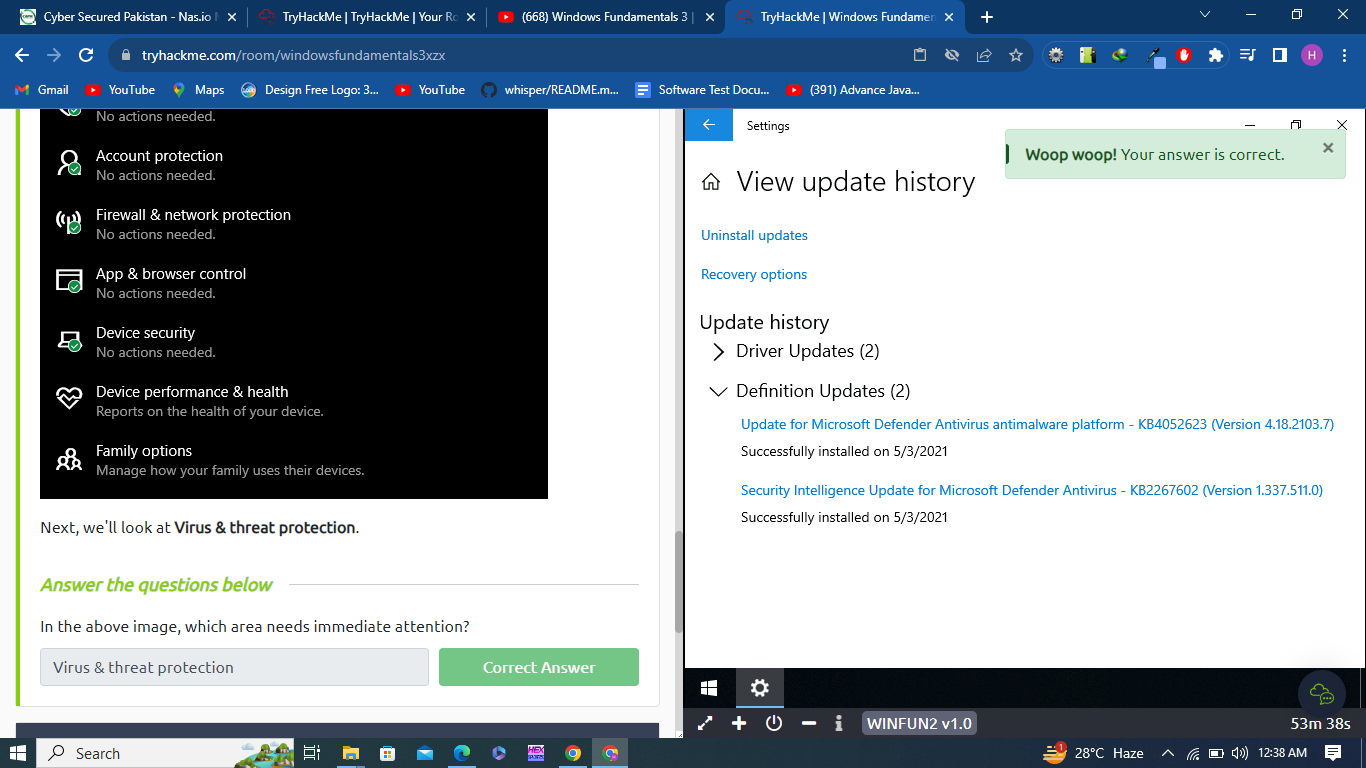 Cyber Secured Pakistan - Nas.io M
TryHackMe | TryHackMe | Your Ro
(668) Windows Fundamentals 3 |
TryHackMe | Windows Fundamen
tryhackme.com/room/windowsfundamentals3xzx
H
Gmail
YouTube
Maps
Design Free Logo: 3...
YouTube
whisper/README.m...
Software Test Docu...
(391) Advance Java...
No actions needed.
Account protection
No actions needed.
Firewall & network protection
No actions needed.
App & browser control
No actions needed.
Device security
No actions needed.
Device performance & health
Reports on the health of your device.
Family options
Manage how your family uses their devices.
Next, we'll look at Virus & threat protection.
Answer the questions below
In the above image, which area needs immediate attention?
Virus & threat protection
Correct Answer
Settings
Woop woop! Your answer is correct.
View update history
Uninstall updates
Recovery options
Update history
Driver Updates (2)
Definition Updates (2)
Update for Microsoft Defender Antivirus antimalware platform - KB4052623 (Version 4.18.2103.7)
Successfully installed on 5/3/2021
Security Intelligence Update for Microsoft Defender Antivirus - KB2267602 (Version 1.337.511.0)
Successfully installed on 5/3/2021
WINFUN2 v1.0
53m 38s
Search
HEX
1
28°C Haze
12:38 AM